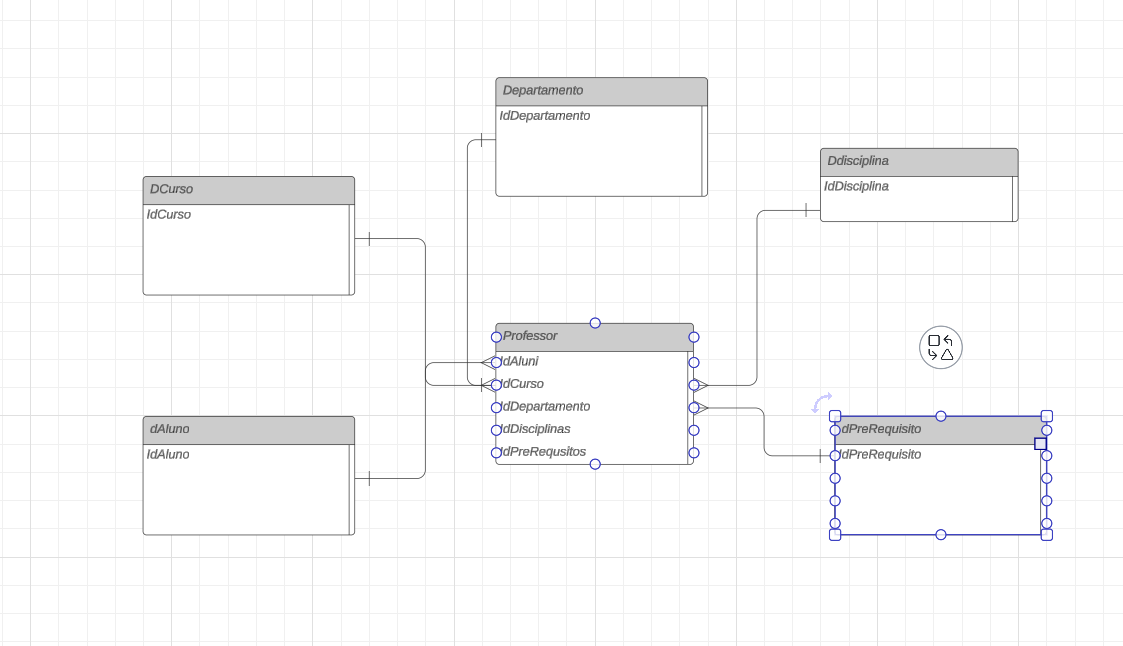 Departamento
IdDepartamento
Ddisciplina
IdDisciplina
DCurso
IdCurso
Professor
IdAluni
IdCurso
IdDepartamento
IdDisciplinas
IdPreRequsitos
dAluno
IdAluno
dPreRequisito
IdPreRequisito